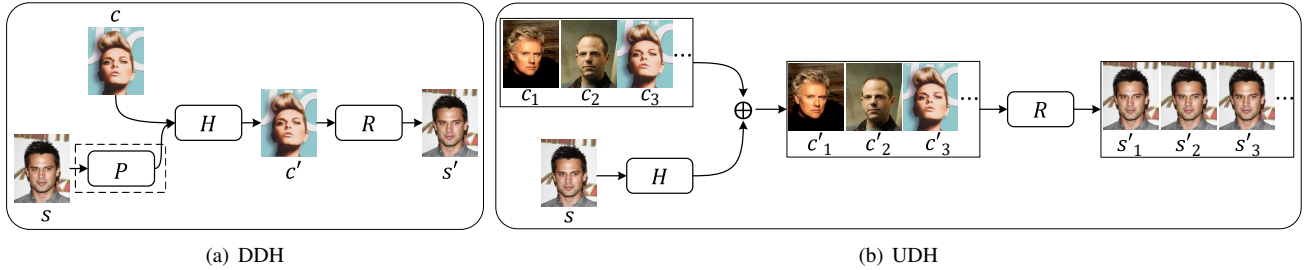 c
H
R
P
s
c'
s'
(a) DDH
c₁ c₂ c₃ ...
⊕
H
s
c'₁ c'₂ c'₃ ...
R
s'₁ s'₂ s'₃ ...
(b) UDH